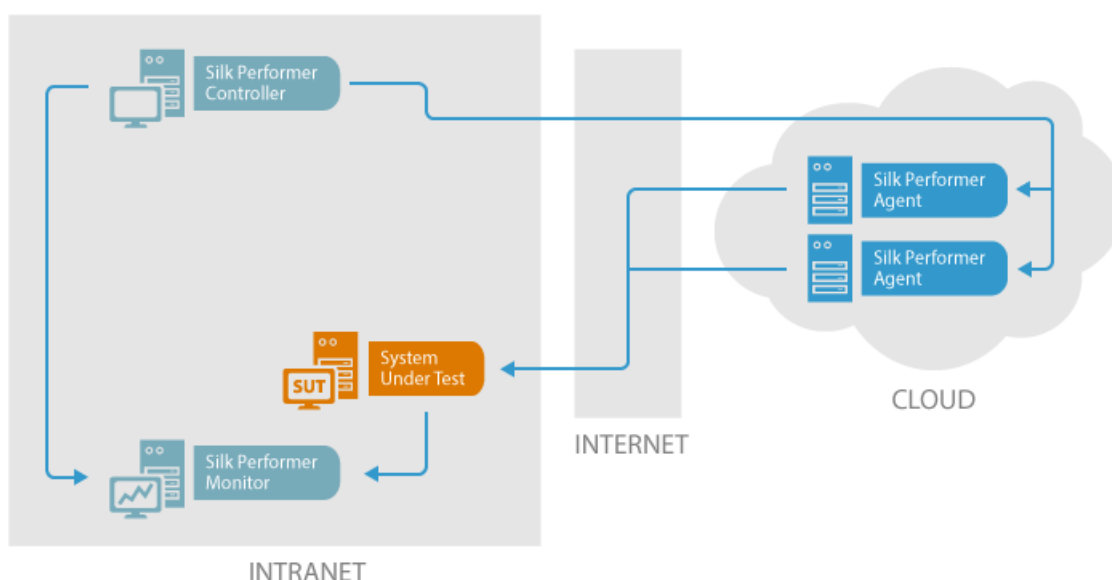 Silk Performer
Controller
Silk Performer
Agent
Silk Performer
Agent
System
Under Test
SUT
CLOUD
INTERNET
Silk Performer
Monitor
INTRANET